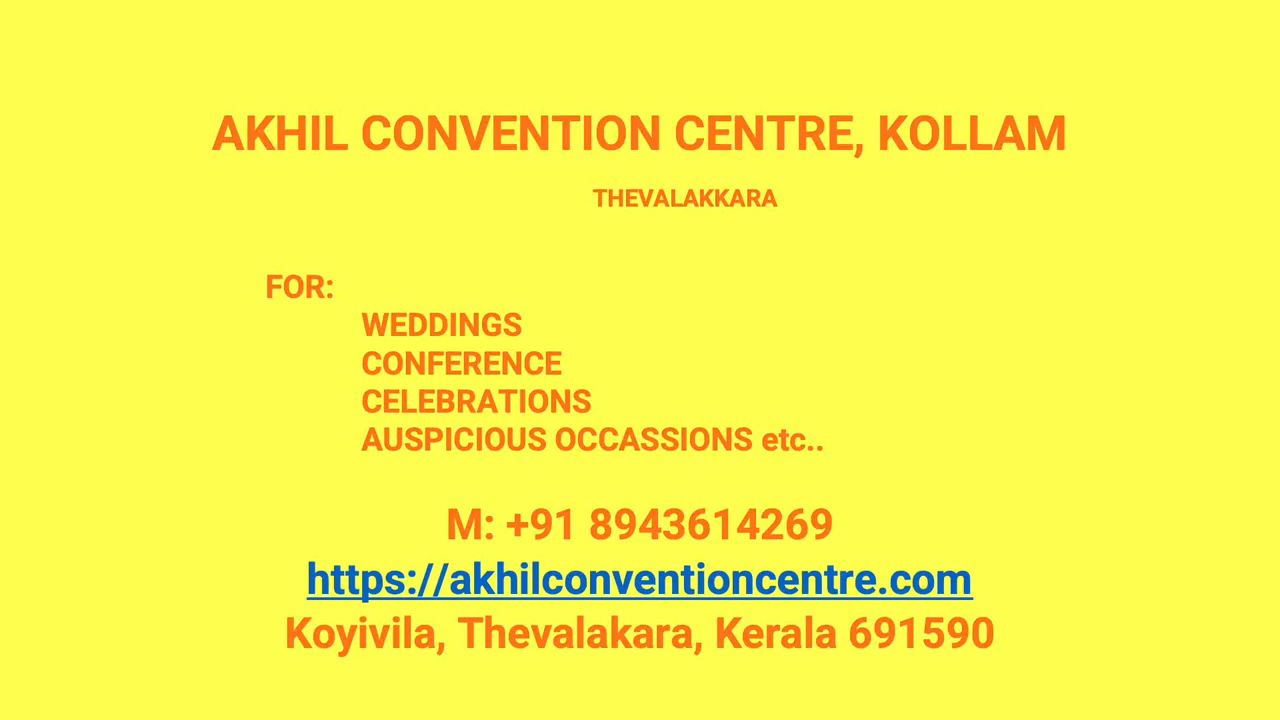 AKHIL CONVENTION CENTRE, KOLLAM
THEVALAKKARA
FOR:
WEDDINGS
CONFERENCE
CELEBRATIONS
AUSPICIOUS OCCASSIONS etc..
M: +91 8943614269
https://akhilconventioncentre.com
Koyivila, Thevalakara, Kerala 691590